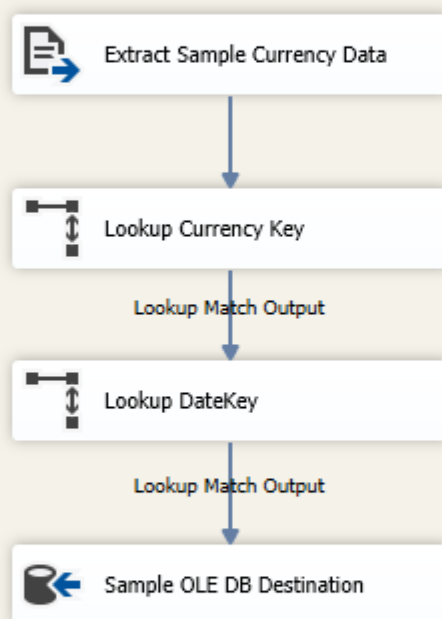 Extract Sample Currency Data
Lookup Currency Key
Lookup Match Output
Lookup DateKey
Lookup Match Output
Sample OLE DB Destination